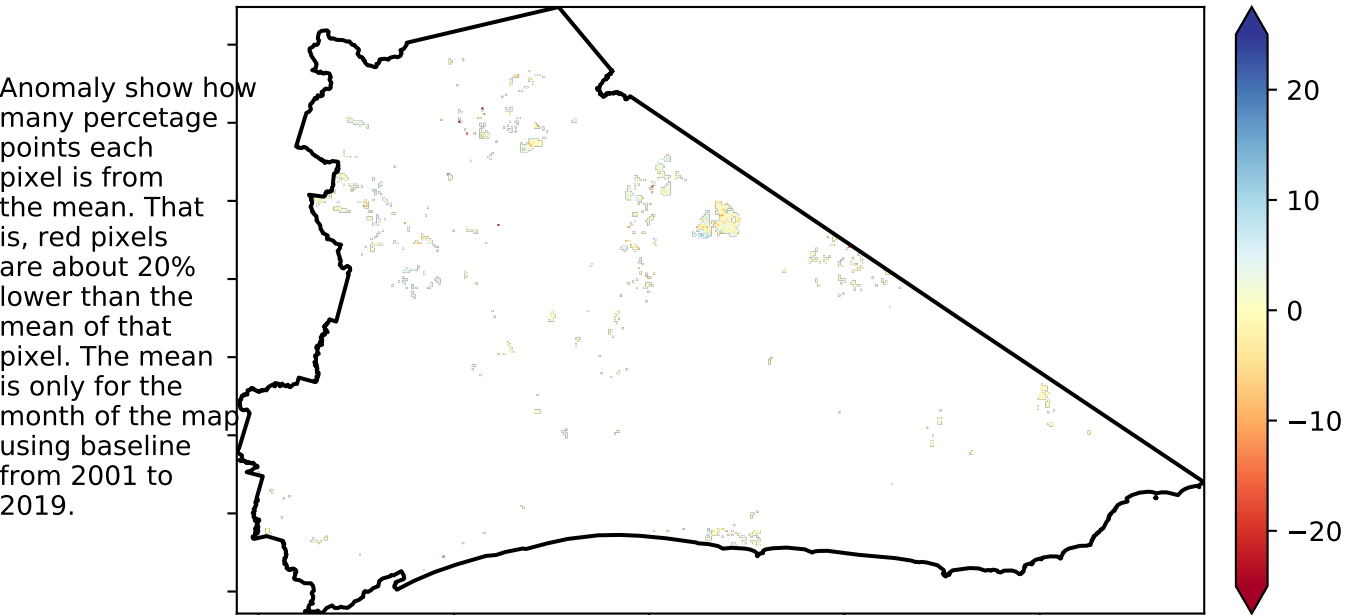 Anomaly show how
many percetage
points each
pixel is from
the mean. That
is, red pixels
are about 20%
lower than the
mean of that
pixel. The mean
is only for the
month of the map
using baseline
from 2001 to
2019.
20
10
0
−10
−20